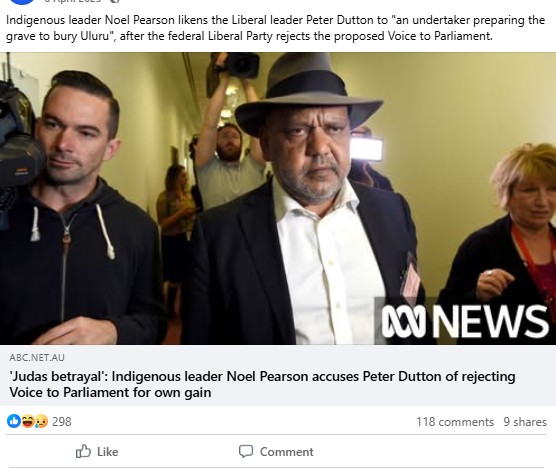 Indigenous leader Noel Pearson likens the Liberal leader Peter Dutton to "an undertaker preparing the
grave to bury Uluru", after the federal Liberal Party rejects the proposed Voice to Parliament.
NEWS
ABC.NET.AU
'Judas betrayal': Indigenous leader Noel Pearson accuses Peter Dutton of rejecting
Voice to Parliament for own gain
298
118 comments 9 shares
Like
Comment